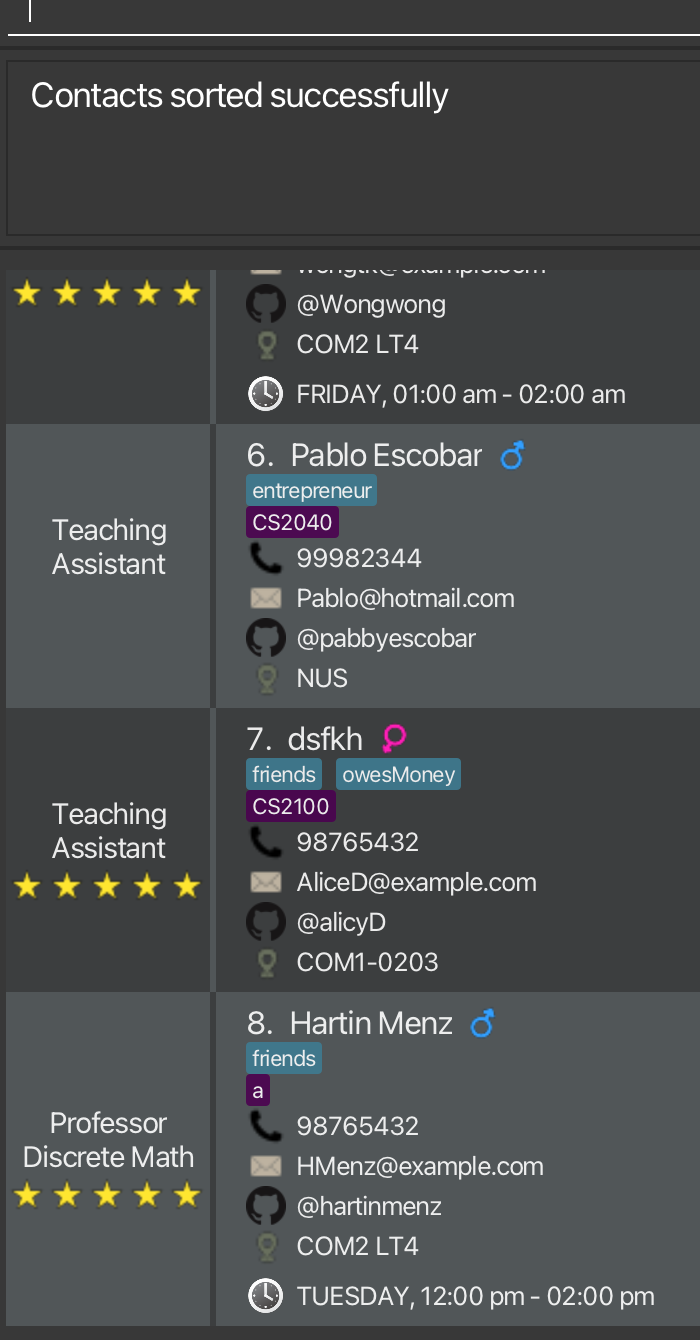 Contacts sorted successfully
@Wongwong
COM2 LT4
FRIDAY, 01:00 am - 02:00 am
Teaching
Assistant
6. Pablo Escobar
entrepreneur
CS2040
99982344
Pablo@hotmail.com
@pabbyescobar
NUS
Teaching
Assistant
7. dsfkh
friends owesMoney
CS2100
98765432
AliceD@example.com
@alicyD
COM1-0203
Professor
Discrete Math
8. Hartin Menz
friends
a
98765432
HMenz@example.com
@hartinmenz
COM2 LT4
TUESDAY, 12:00 pm - 02:00 pm